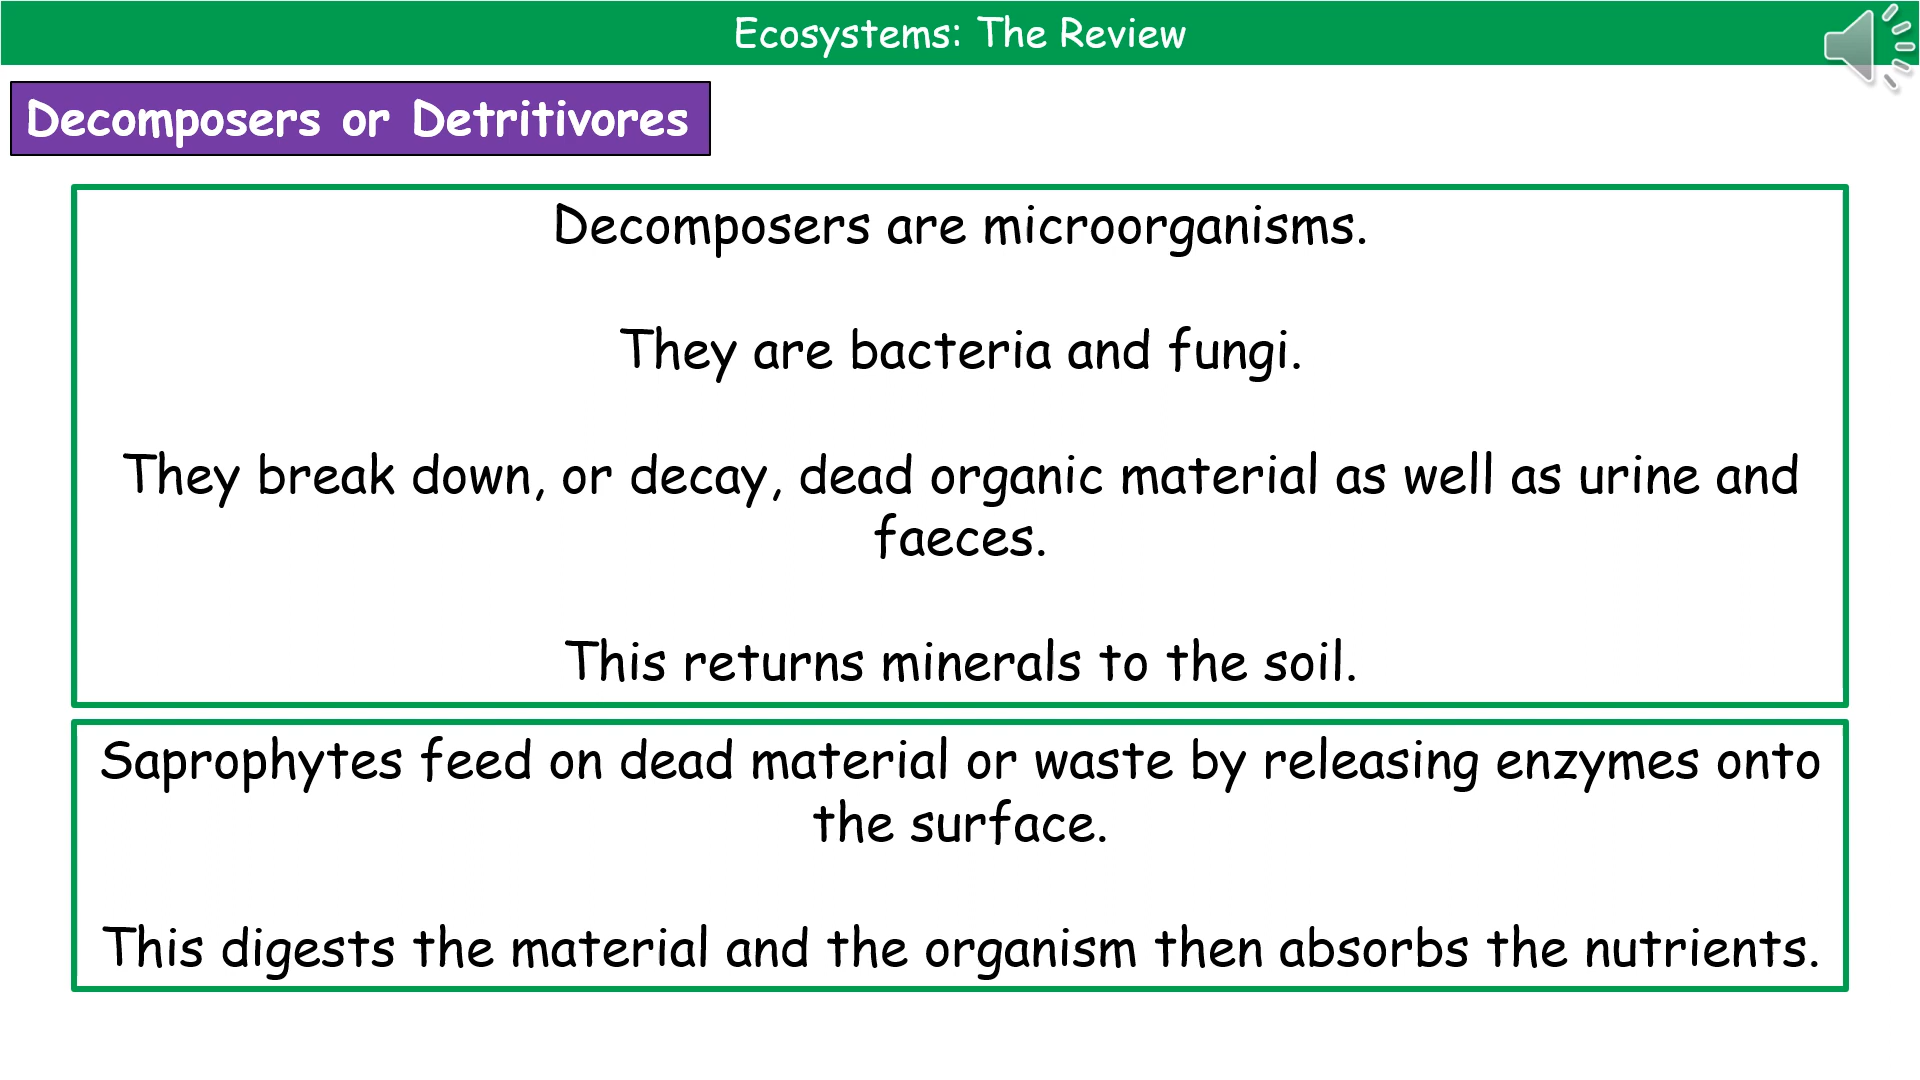 Ecosystems: The Review
Decomposers or Detritivores
Decomposers are microorganisms.
They are bacteria and fungi.
They break down, or decay, dead organic material as well as urine and
faeces.
This returns minerals to the soil.
Saprophytes feed on dead material or waste by releasing enzymes onto
the surface.
This digests the material and the organism then absorbs the nutrients.